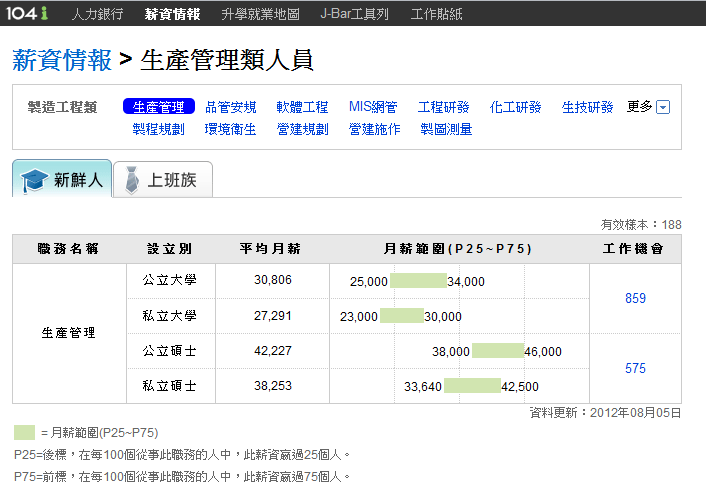 104i 人力銀行 薪資情報 升學就業地圖 J-Bar工具列 工作貼紙
薪資情報 > 生產管理類人員
製造工程類 生產管理 品管安規 軟體工程 MIS網管 工程研發 化工研發 生技研發 更多
製程規劃 環境衛生 營建規劃 營建施作 製圖測量
新鮮人 上班族
有效樣本：188
職務名稱 設立別 平均月薪 月薪範圍(P25~P75) 工作機會
生產管理
公立大學 30,806 25,000 34,000
859
私立大學 27,291 23,000 30,000
公立碩士 42,227 38,000 46,000
575
私立碩士 38,253 33,640 42,500
資料更新：2012年08月05日
= 月薪範圍(P25~P75)
P25=後標，在每100個從事此職務的人中，此薪資贏過25個人。
P75=前標，在每100個從事此職務的人中，此薪資贏過75個人。